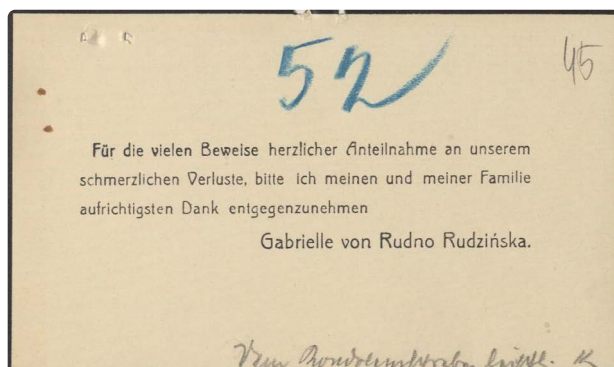 52
45
Für die vielen Beweise herzlicher Anteilnahme an unserem
schmerzlichen Verluste, bitte ich meinen und meiner Familie
aufrichtigsten Dank entgegenzunehmen
Gabrielle von Rudno Rudzińska.